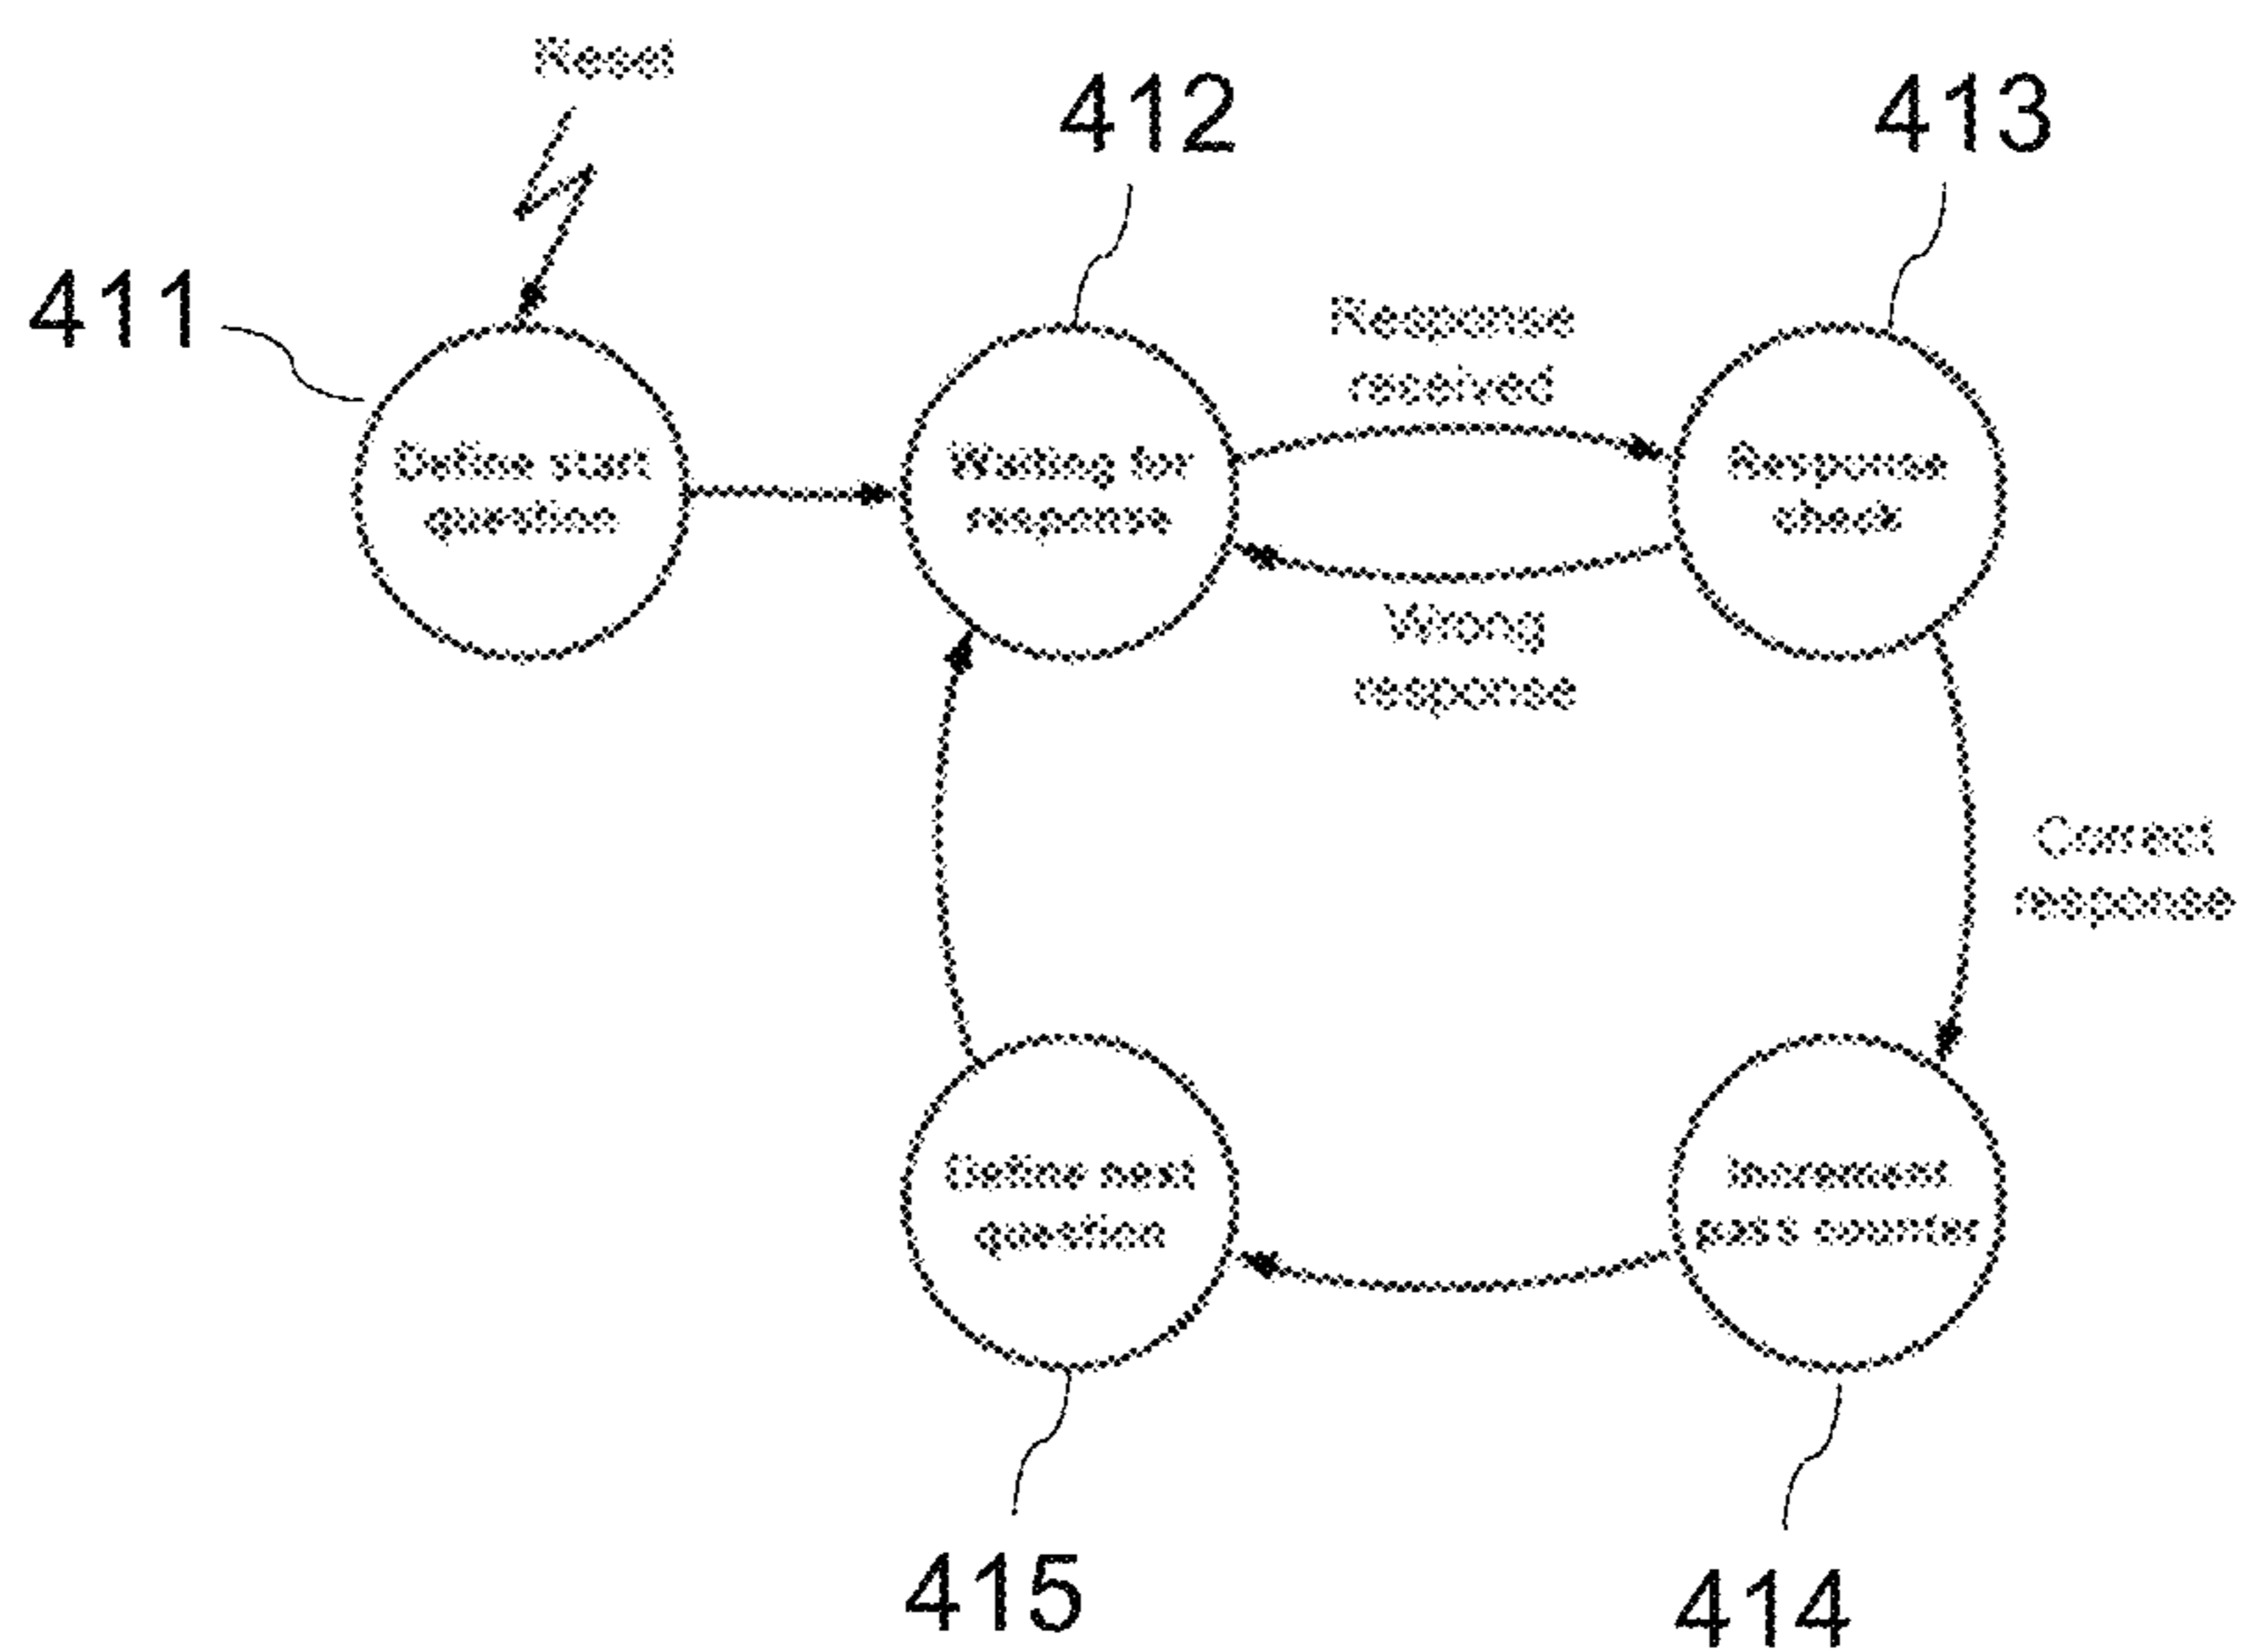 Reset
412
413
411
Response
received
Define start
question
Waiting for
response
Response
check
Wrong
response
Correct
response
Define next
question
Increment
pass counter
415
414